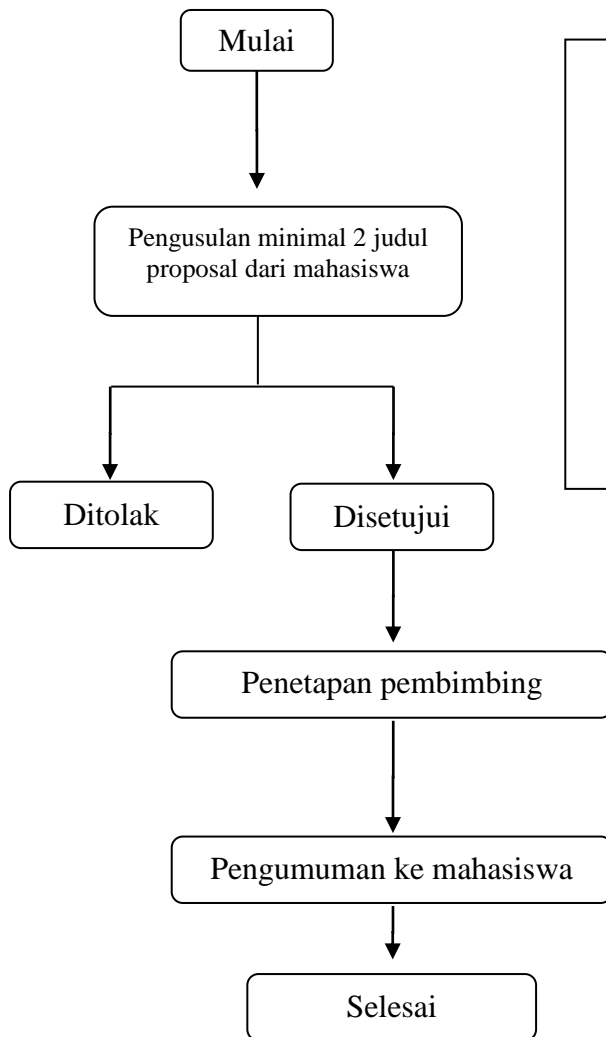 Mulai
Pengusulan minimal 2 judul
proposal dari mahasiswa
Ditolak
Disetujui
Penetapan pembimbing
Pengumuman ke mahasiswa
Selesai